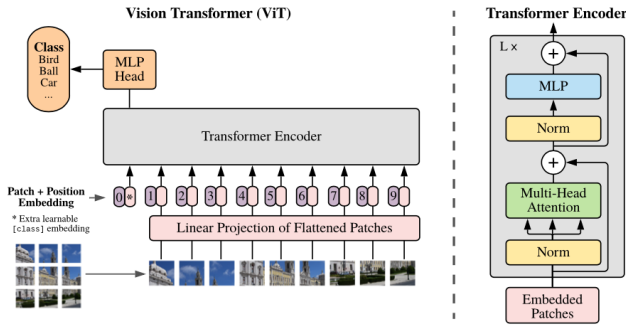 Vision Transformer (ViT)
Class
Bird
Ball
Car
...
MLP
Head
Transformer Encoder
0 * 1 2 3 4 5 6 7 8 9
Patch + Position
Embedding
* Extra learnable
[class] embedding
Linear Projection of Flattened Patches
Transformer Encoder
L ×
+
MLP
Norm
+
Multi-Head
Attention
Norm
Embedded
Patches